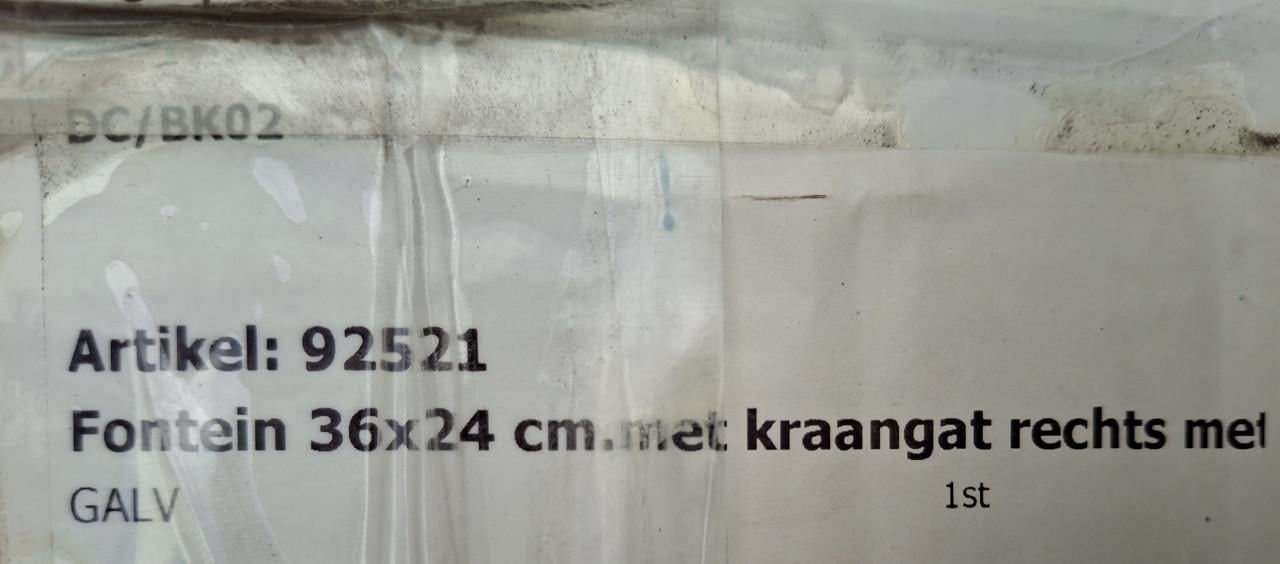 DC/BK02
Artikel: 92521
Fontein 36x24 cm.met kraangat rechts met
GALV 1st